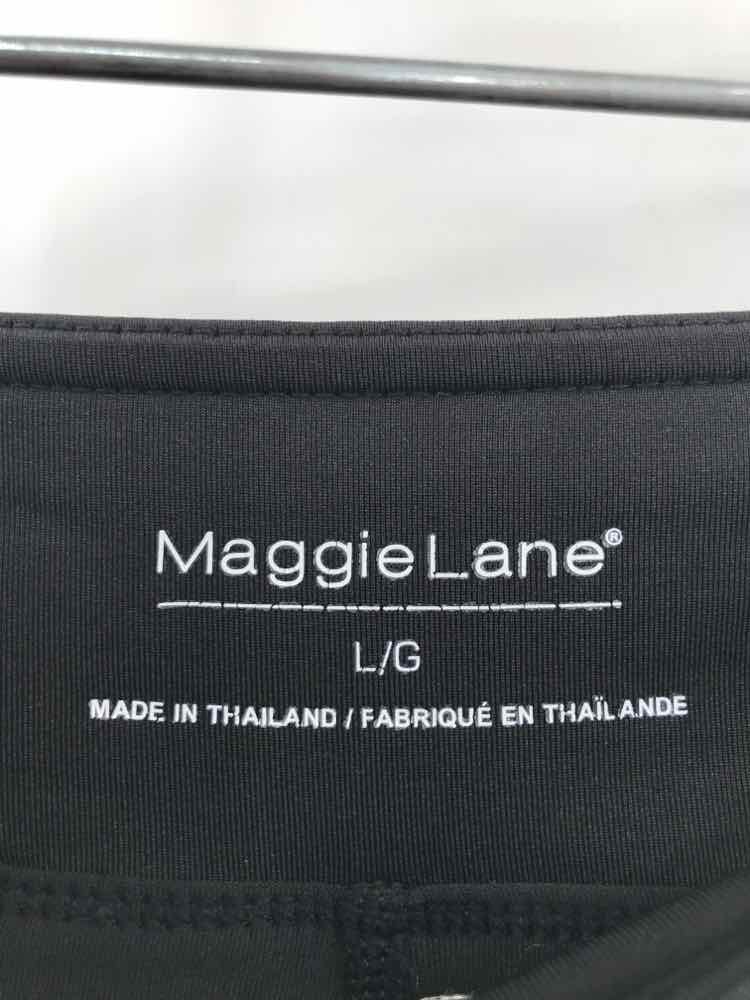 MaggieLane®
L/G
MADE IN THAILAND / FABRIQUÉ EN THAÏLANDE